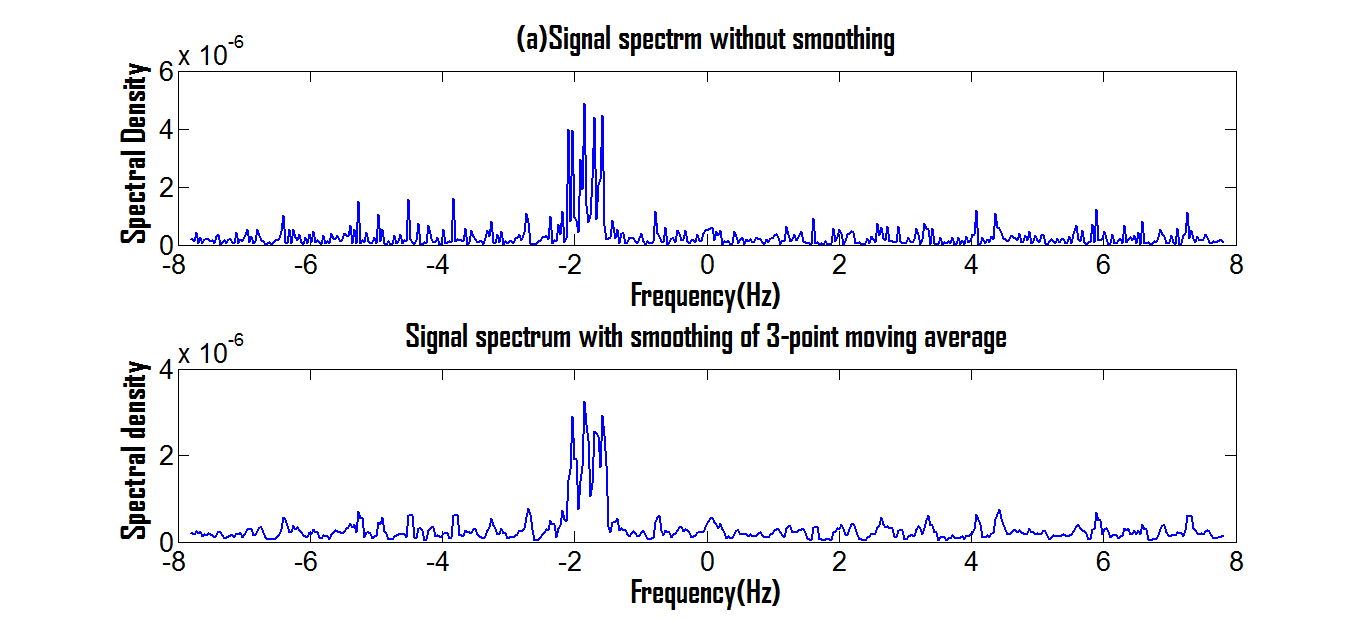 (a)Signal spectrm without smoothing
x 10-6
6
4
2
0
Spectral Density
-8 -6 -4 -2 0 2 4 6 8
Frequency(Hz)
Signal spectrum with smoothing of 3-point moving average
x 10-6
4
2
0
Spectral density
-8 -6 -4 -2 0 2 4 6 8
Frequency(Hz)